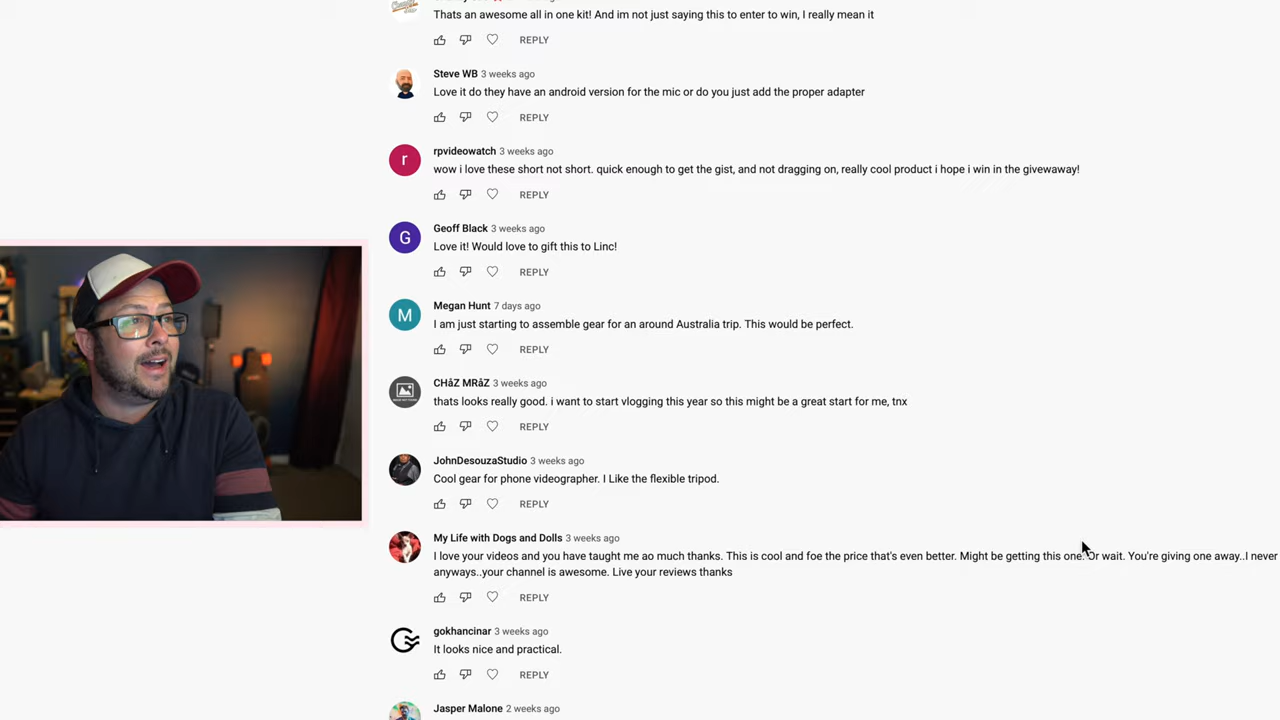 Thats an awesome all in one kit! And im not just saying this to enter to win, I really mean it
REPLY
Steve WB 3 weeks ago
Love it do they have an android version for the mic or do you just add the proper adapter
REPLY
r
rpvideowatch 3 weeks ago
wow i love these short not short. quick enough to get the gist, and not dragging on, really cool product i hope i win in the givewaway!
REPLY
G
Geoff Black 3 weeks ago
Love it! Would love to gift this to Linc!
REPLY
M
Megan Hunt 7 days ago
I am just starting to assemble gear for an around Australia trip. This would be perfect.
REPLY
CHåZ MRåZ 3 weeks ago
thats looks really good. i want to start vlogging this year so this might be a great start for me, tnx
REPLY
JohnDesouzaStudio 3 weeks ago
Cool gear for phone videographer. I Like the flexible tripod.
REPLY
My Life with Dogs and Dolls 3 weeks ago
I love your videos and you have taught me ao much thanks. This is cool and foe the price that's even better. Might be getting this one. Or wait. You're giving one away..I never
anyways..your channel is awesome. Live your reviews thanks
REPLY
gokhancinar 3 weeks ago
It looks nice and practical.
REPLY
Jasper Malone 2 weeks ago